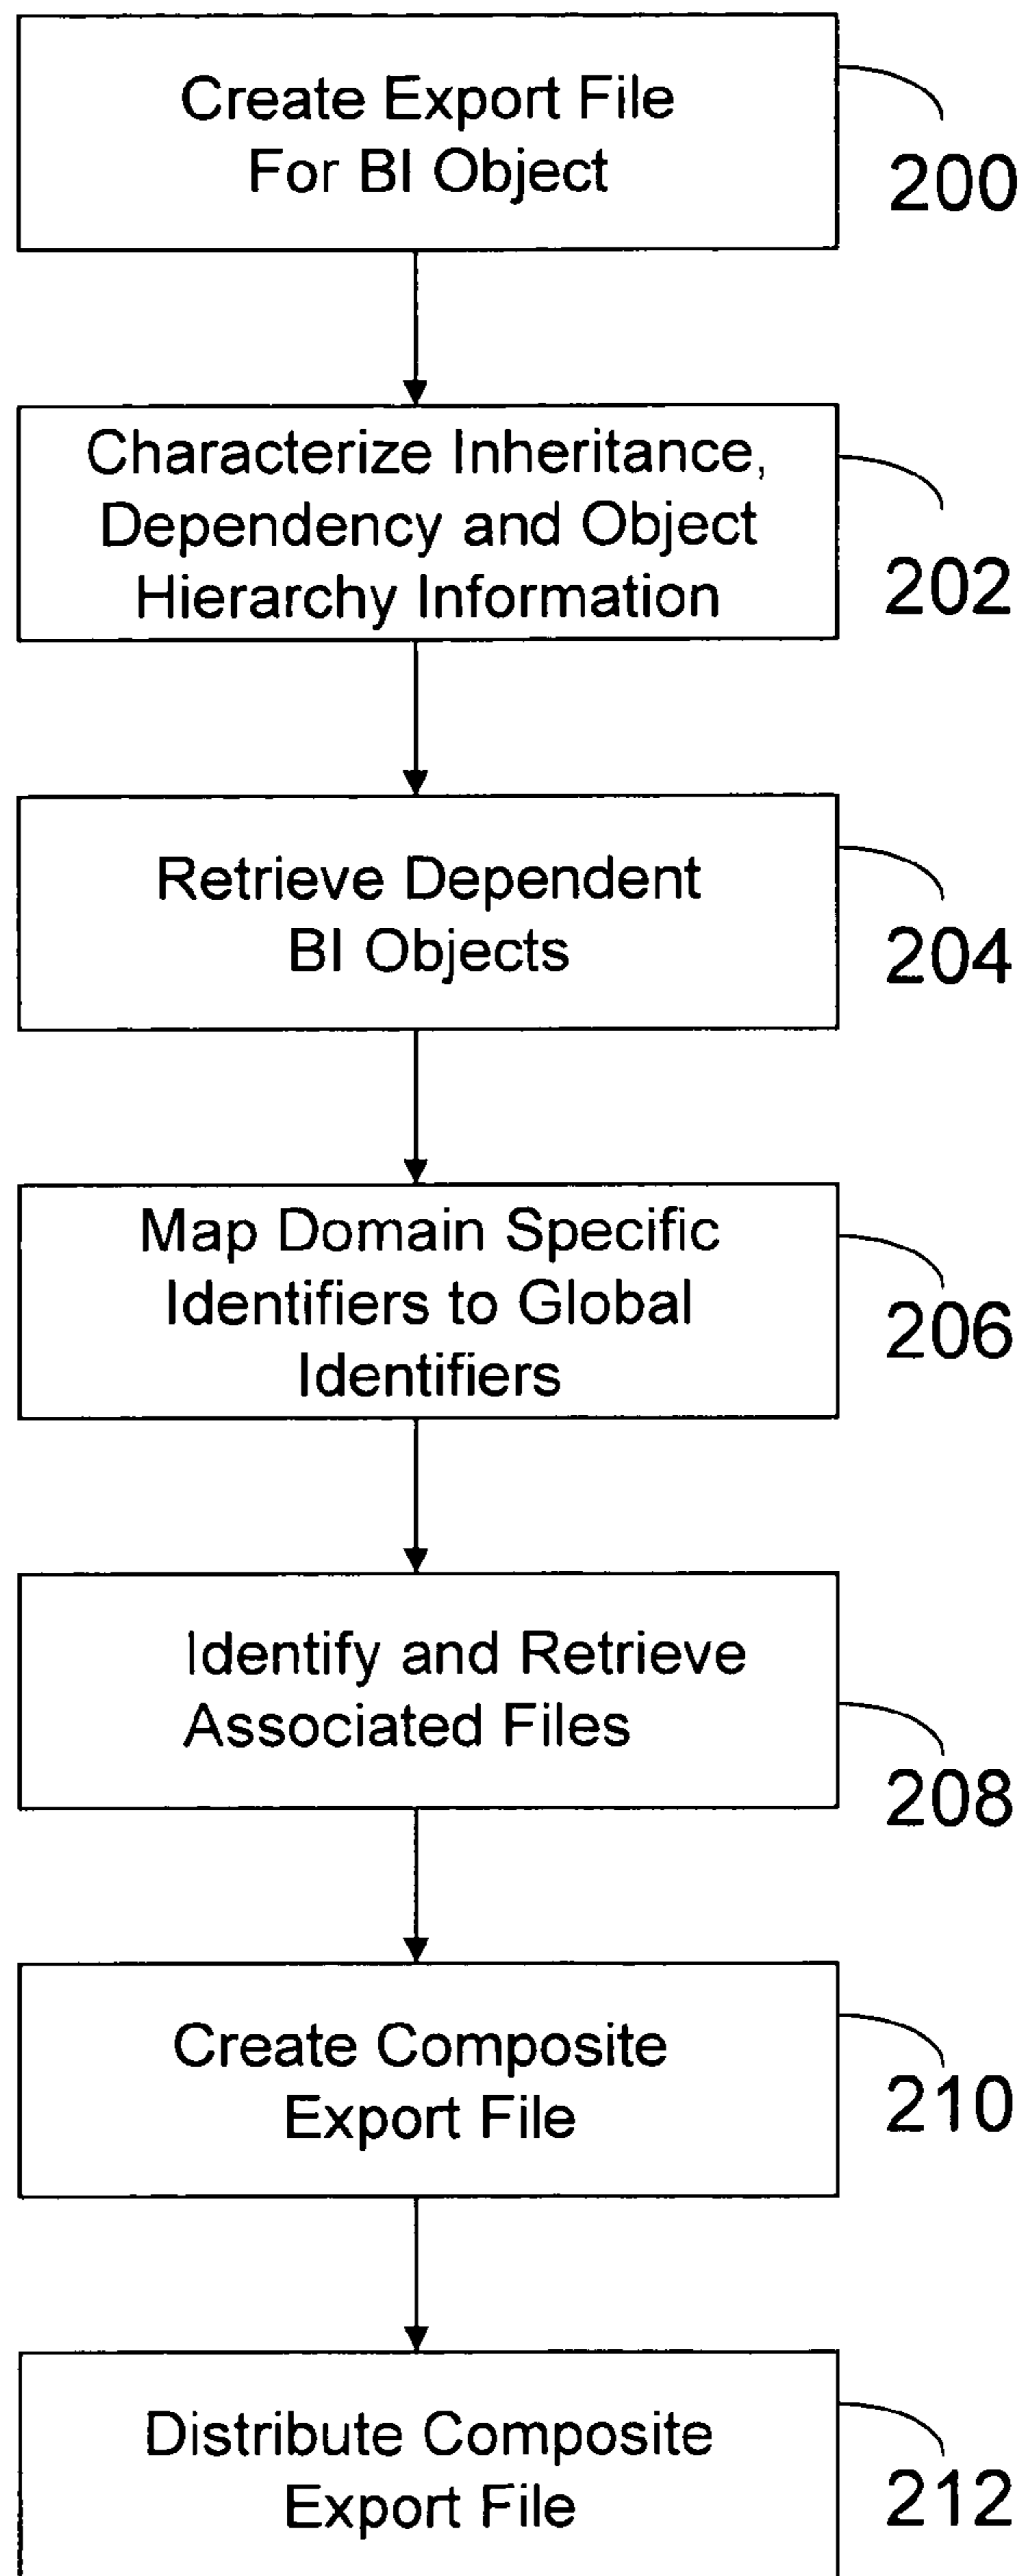 Create Export File
For BI Object
200
Characterize Inheritance,
Dependency and Object
Hierarchy Information
202
Retrieve Dependent
BI Objects
204
Map Domain Specific
Identifiers to Global
Identifiers
206
Identify and Retrieve
Associated Files
208
Create Composite
Export File
210
Distribute Composite
Export File
212